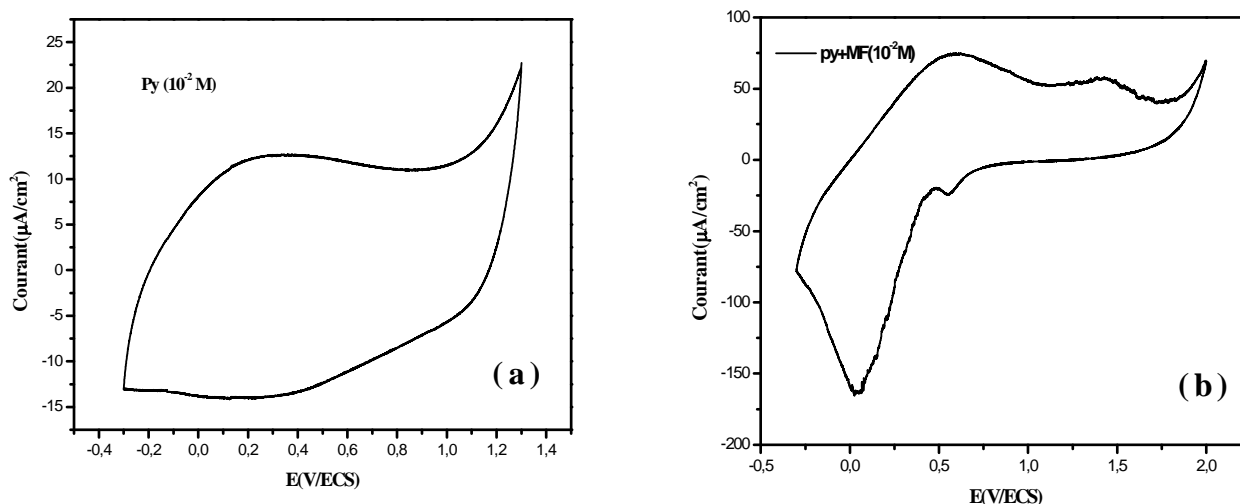 25
20
15
10
5
0
-5
-10
-15
Courant(µA/cm²)
Py (10⁻² M)
(a)
-0,4 -0,2 0,0 0,2 0,4 0,6 0,8 1,0 1,2 1,4
E(V/ECS)
100
50
0
-50
-100
-150
-200
Courant(µA/cm²)
py+MF(10⁻²M)
(b)
-0,5 0,0 0,5 1,0 1,5 2,0
E(V/ECS)